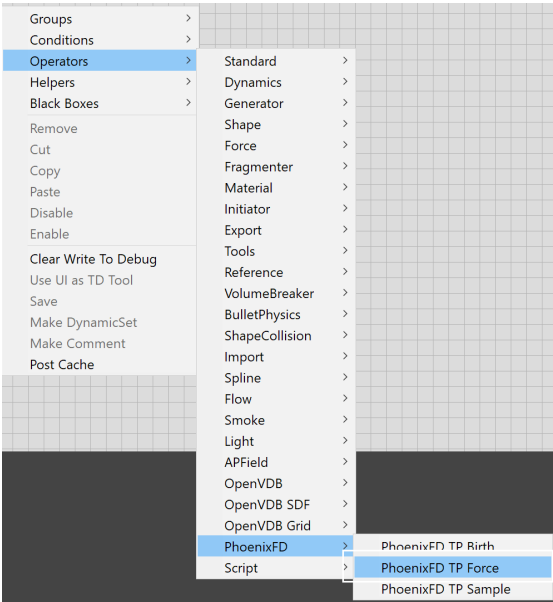 Groups
Conditions
Operators
Helpers
Black Boxes
Remove
Cut
Copy
Paste
Disable
Enable
Clear Write To Debug
Use UI as TD Tool
Save
Make DynamicSet
Make Comment
Post Cache
Standard
Dynamics
Generator
Shape
Force
Fragmenter
Material
Initiator
Export
Tools
Reference
VolumeBreaker
BulletPhysics
ShapeCollision
Import
Spline
Flow
Smoke
Light
APField
OpenVDB
OpenVDB SDF
OpenVDB Grid
PhoenixFD
Script
PhoenixFD TP Birth
PhoenixFD TP Force
PhoenixFD TP Sample